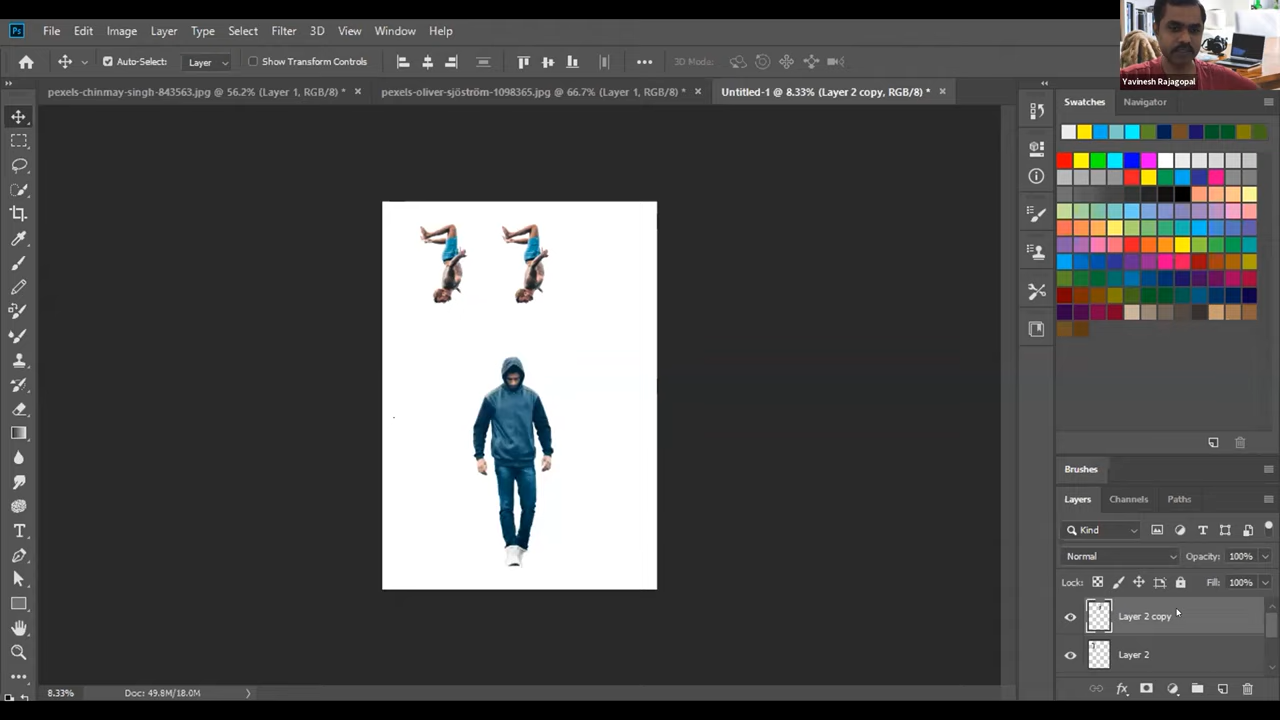 Ps File Edit Image Layer Type Select Filter 3D View Window Help
Yavinesh Rajagopal
Auto-Select: Layer Show Transform Controls 3D Mode:
pexels-chinmay-singh-843563.jpg @ 56.2% (Layer 1, RGB/8) * × pexels-oliver-sjöström-1098365.jpg @ 66.7% (Layer 1, RGB/8) * × Untitled-1 @ 8.33% (Layer 2 copy, RGB/8) * ×
Swatches Navigator
Brushes
Layers Channels Paths
Kind
Normal Opacity: 100%
Lock: Fill: 100%
Layer 2 copy
Layer 2
8.33% Doc: 49.8M/18.0M